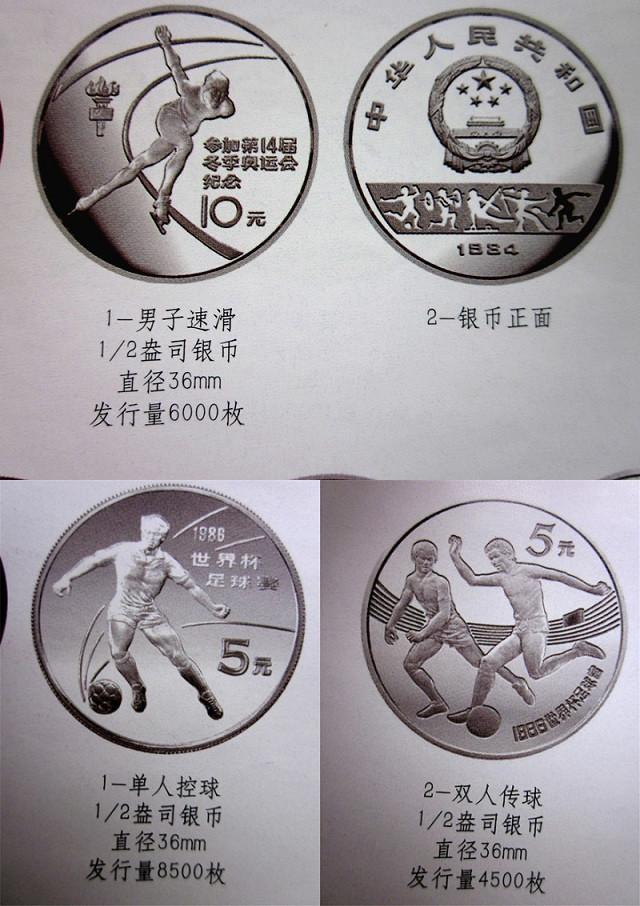 参加第14届
冬季奥运会
纪念
10元
中华人民共和国
1984
1-男子速滑
1/2盎司银币
直径36mm
发行量6000枚
2-银币正面
1986
世界杯
足球赛
5元
1-单人控球
1/2盎司银币
直径36mm
发行量8500枚
5元
1986世界杯足球赛
2-双人传球
1/2盎司银币
直径36mm
发行量4500枚